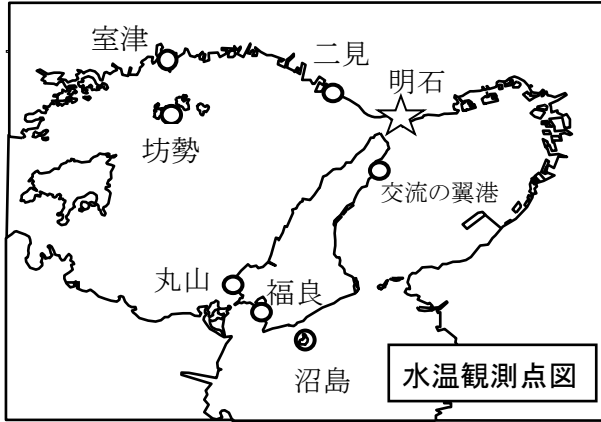 室津
二見
明石
坊勢
交流の翼港
丸山
福良
沼島
水温観測点図